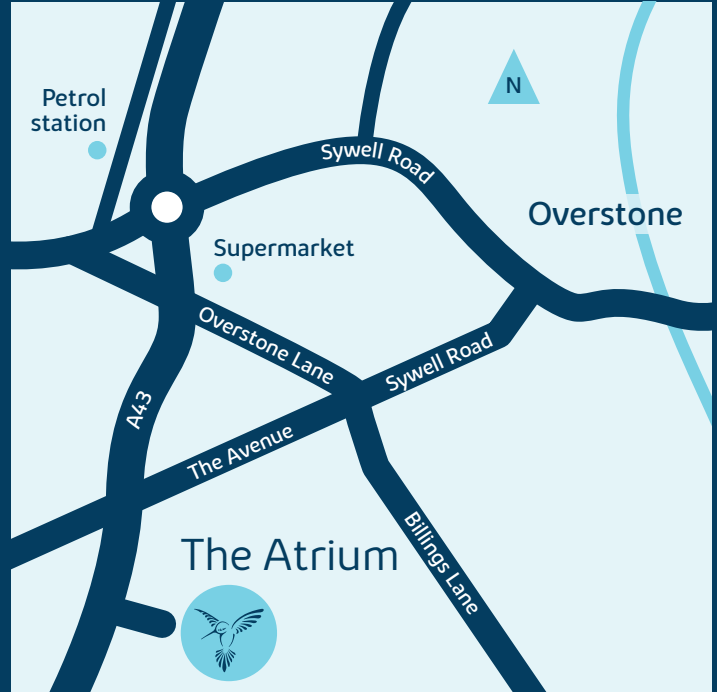 Petrol
station
N
Sywell Road
Overstone
Supermarket
Overstone Lane
Sywell Road
A43
The Avenue
Billings Lane
The Atrium